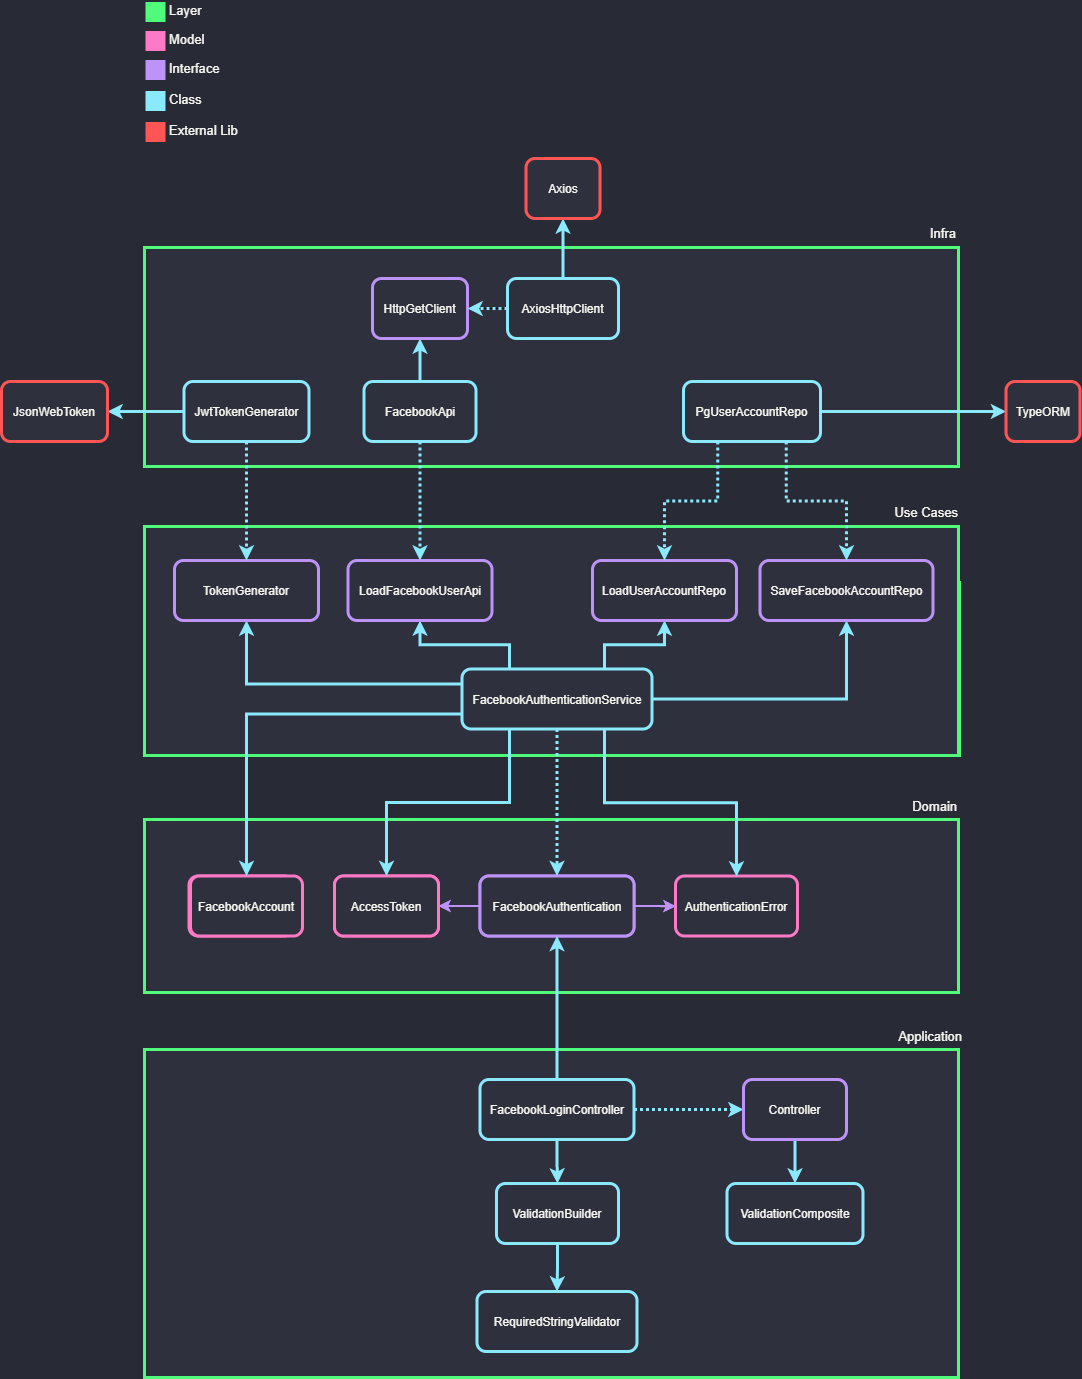 Layer
Model
Interface
Class
External Lib
Axios
Infra
HttpGetClient
AxiosHttpClient
JsonWebToken
JwtTokenGenerator
FacebookApi
PgUserAccountRepo
TypeORM
Use Cases
TokenGenerator
LoadFacebookUserApi
LoadUserAccountRepo
SaveFacebookAccountRepo
FacebookAuthenticationService
Domain
FacebookAccount
AccessToken
FacebookAuthentication
AuthenticationError
Application
FacebookLoginController
Controller
ValidationBuilder
ValidationComposite
RequiredStringValidator